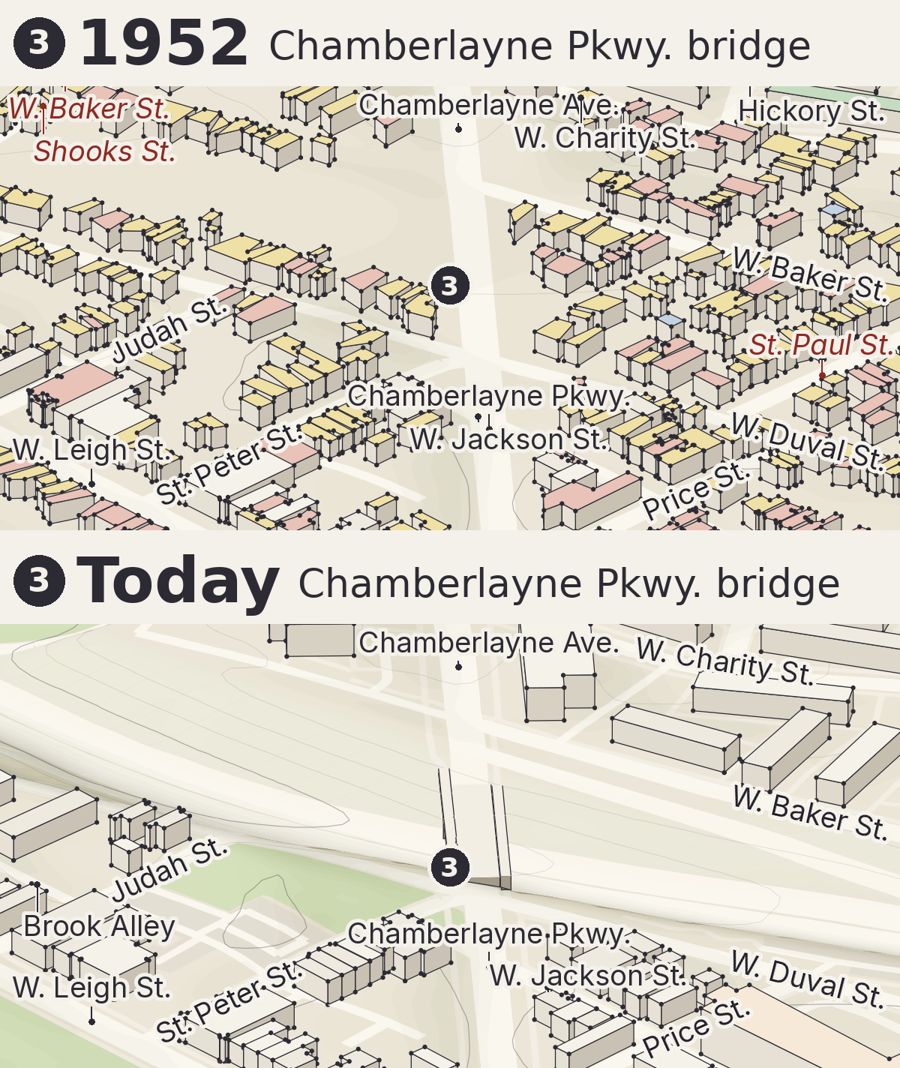 3 1952 Chamberlayne Pkwy. bridge
W. Baker St.
Chamberlayne Ave.
Hickory St.
W. Charity St.
Shooks St.
W. Baker St.
3
Judah St.
St. Paul St.
Chamberlayne Pkwy.
W. Jackson St.
W. Duval St.
W. Leigh St.
St. Peter St.
Price St.
3 Today Chamberlayne Pkwy. bridge
Chamberlayne Ave.
W. Charity St.
W. Baker St.
3
Judah St.
Brook Alley
Chamberlayne Pkwy.
W. Jackson St.
W. Duval St.
W. Leigh St.
St. Peter St.
Price St.